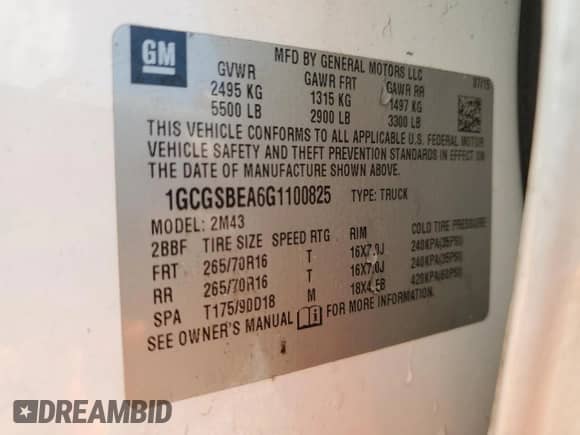 GM
MFD BY GENERAL MOTORS LLC
GVWR GAWR FRT GAWR RR 07/15
2495 KG 1315 KG 1497 KG
5500 LB 2900 LB 3300 LB
THIS VEHICLE CONFORMS TO ALL APPLICABLE U.S. FEDERAL MOTOR
VEHICLE SAFETY AND THEFT PREVENTION STANDARDS IN EFFECT ON
THE DATE OF MANUFACTURE SHOWN ABOVE.
1GCGSBEA6G1100825 TYPE: TRUCK
MODEL: 2M43
2BBF TIRE SIZE SPEED RTG RIM COLD TIRE PRESSURE
FRT 265/70R16 T 16X7.0J 240KPA(35PSI)
RR 265/70R16 T 16X7.0J 240KPA(35PSI)
SPA T175/90D18 M 18X4.5B 420KPA(60PSI)
SEE OWNER'S MANUAL FOR MORE INFORMATION.
DREAMBID